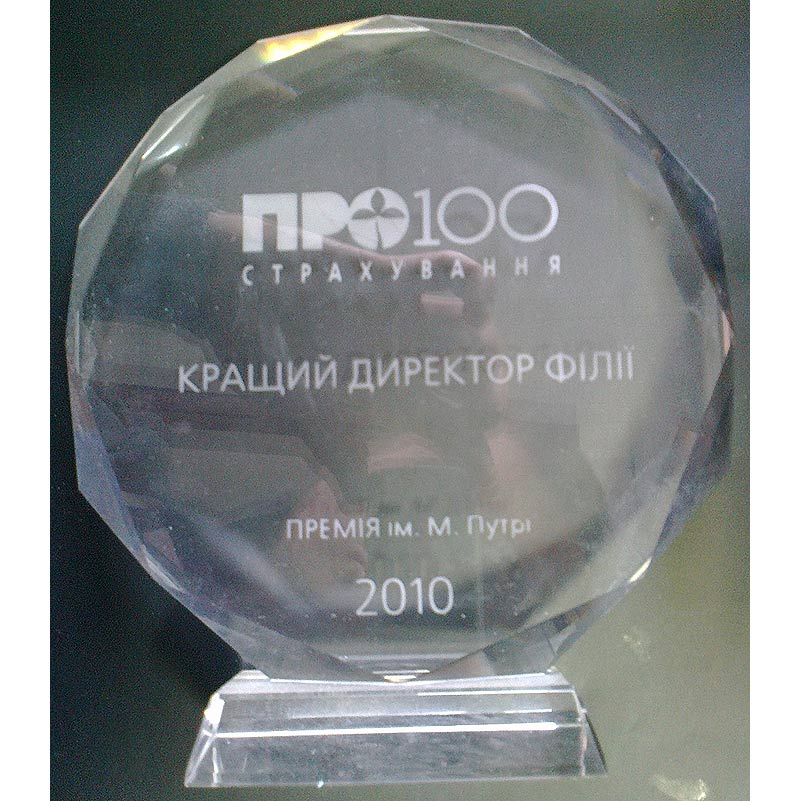 ПРО100
СТРАХУВАННЯ
КРАЩИЙ ДИРЕКТОР ФІЛІЇ
ПРЕМІЯ ім. М. Путрі
2010